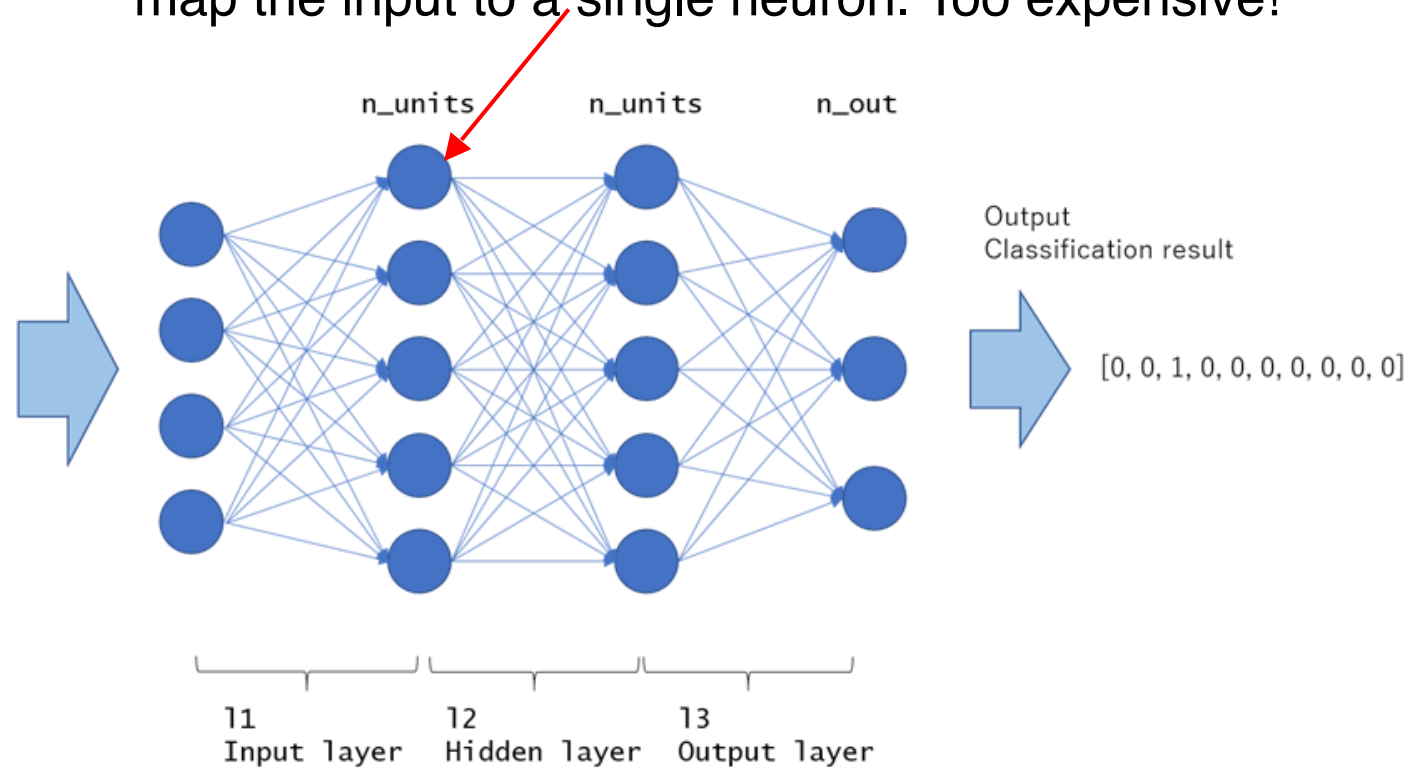 map the input to a single neuron. Too expensive!
n_units n_units n_out
Output
Classification result
[0, 0, 1, 0, 0, 0, 0, 0, 0, 0]
l1 l2 l3
Input layer Hidden layer Output layer